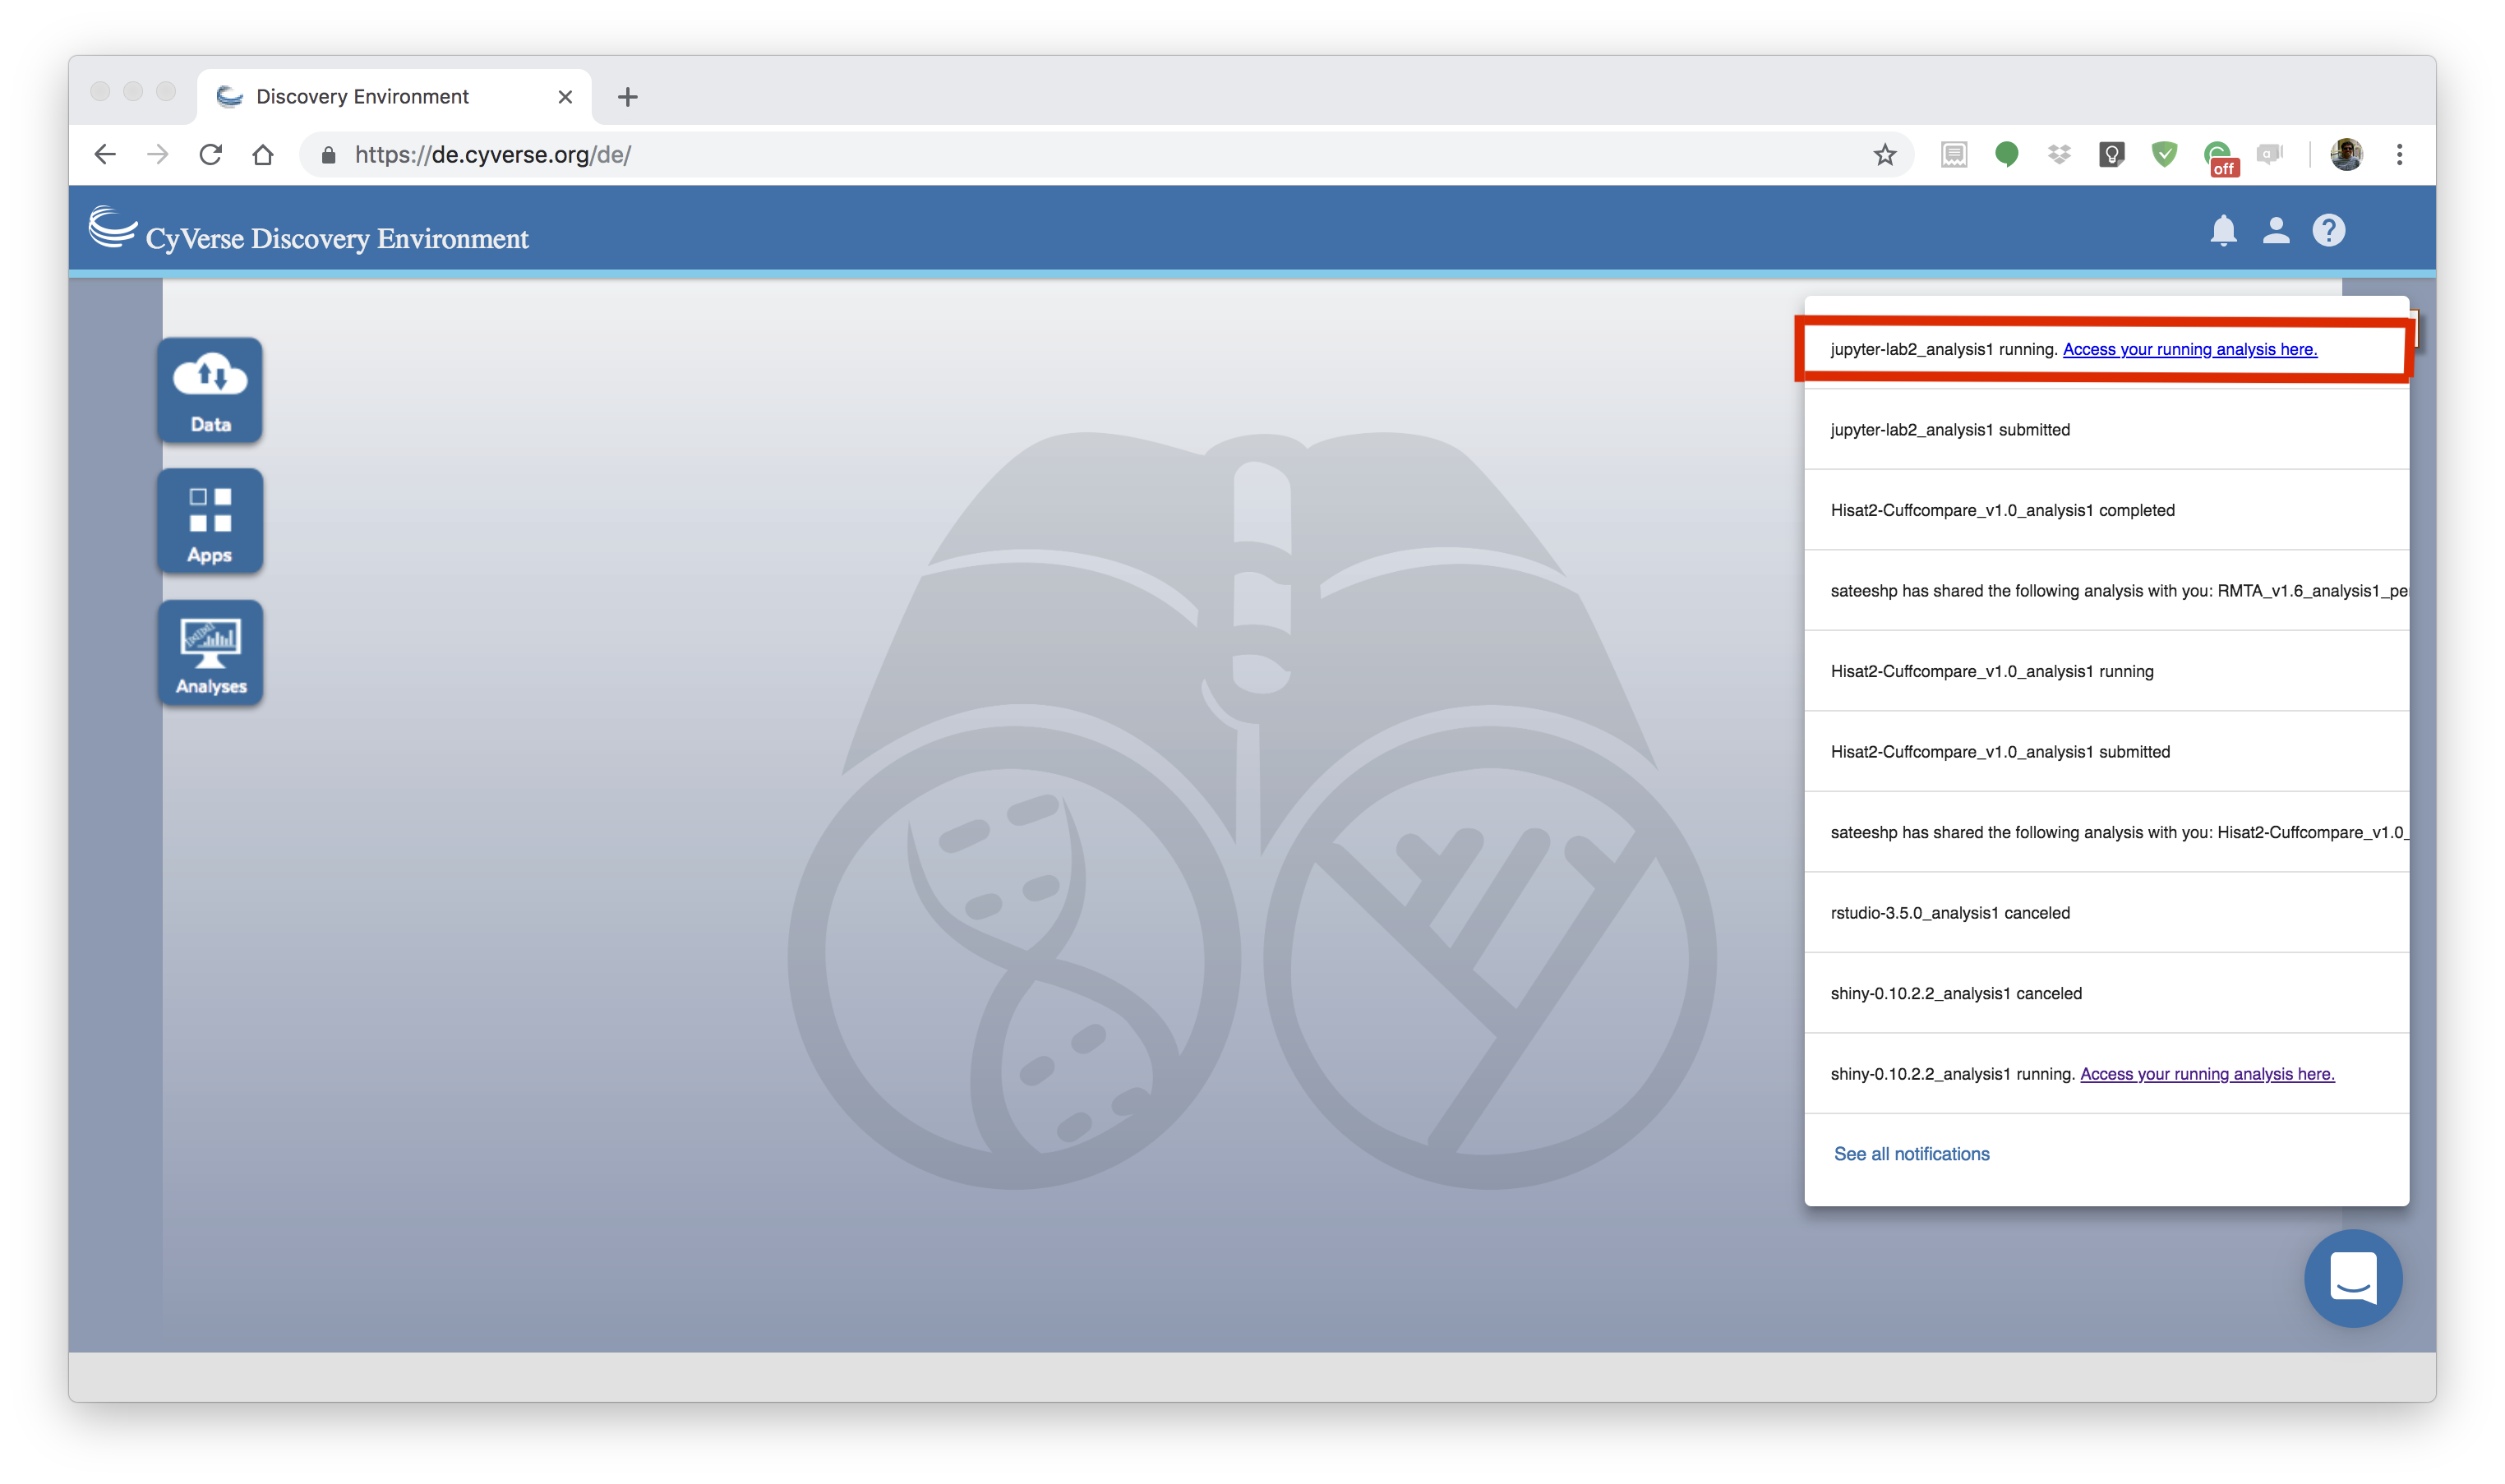 Discovery Environment
https://de.cyverse.org/de/
off
CyVerse Discovery Environment
Data
Apps
Analyses
jupyter-lab2_analysis1 running. Access your running analysis here.
jupyter-lab2_analysis1 submitted
Hisat2-Cuffcompare_v1.0_analysis1 completed
sateeshp has shared the following analysis with you: RMTA_v1.6_analysis1_pe
Hisat2-Cuffcompare_v1.0_analysis1 running
Hisat2-Cuffcompare_v1.0_analysis1 submitted
sateeshp has shared the following analysis with you: Hisat2-Cuffcompare_v1.0_
rstudio-3.5.0_analysis1 canceled
shiny-0.10.2.2_analysis1 canceled
shiny-0.10.2.2_analysis1 running. Access your running analysis here.
See all notifications